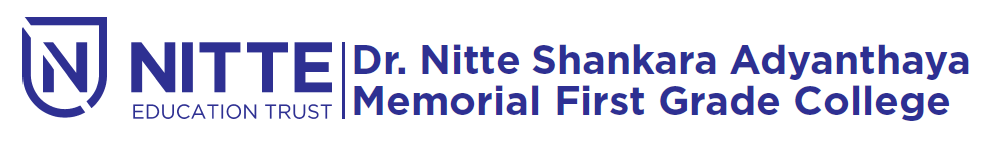 N NITTE
EDUCATION TRUST
Dr. Nitte Shankara Adyanthaya
Memorial First Grade College